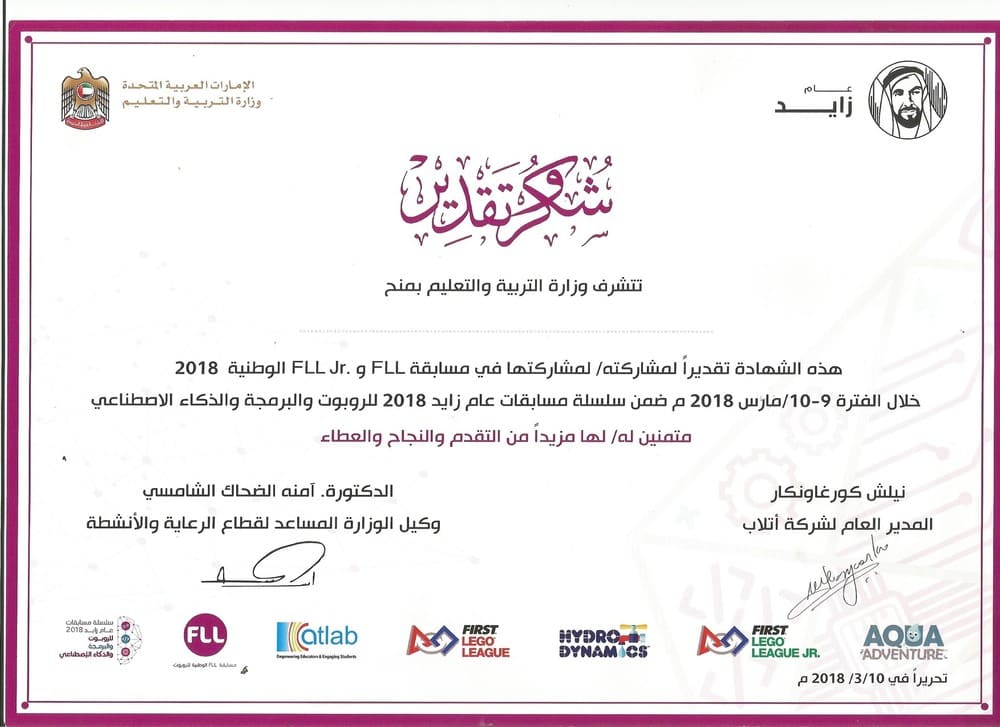 الإمارات العربية المتحدة
وزارة التربية والتعليم
عام
زايد
شكر وتقدير
تتشرف وزارة التربية والتعليم بمنح
هذه الشهادة تقديراً لمشاركته/ لمشاركتها في مسابقة FLL و .FLL Jr الوطنية 2018
خلال الفترة 9-10/مارس 2018 م ضمن سلسلة مسابقات عام زايد 2018 للروبوت والبرمجة والذكاء الاصطناعي
متمنين له/ لها مزيداً من التقدم والنجاح والعطاء
نيلش كورغاونكار
المدير العام لشركة أتلاب
الدكتورة. آمنه الضحاك الشامسي
وكيل الوزارة المساعد لقطاع الرعاية والأنشطة
سلسلة مسابقات
عام زايد 2018
للروبوت
والبرمجة
والذكاء الإصطناعي
FLL
مسابقة FLL الوطنية للروبوت
atlab
Empowering Educators & Engaging Students
FIRST
LEGO
LEAGUE
HYDRO
DYNAMICS
FIRST
LEGO
LEAGUE JR.
AQUA
ADVENTURE
تحريراً في 2018 /3/10 م